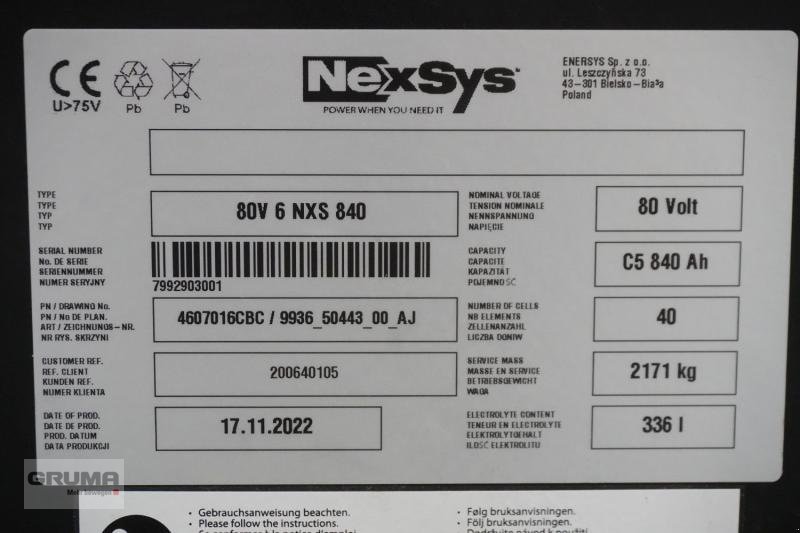 CE
U>75V
Pb
Pb
NexSys
POWER WHEN YOU NEED IT
ENERSYS Sp. z o.o.
ul. Leszczyńska 73
43-301 Bielsko-Biała
Poland
TYPE
TYPE
TYP
TYP
80V 6 NXS 840
NOMINAL VOLTAGE
TENSION NOMINALE
NENNSPANNUNG
NAPIĘCIE
80 Volt
SERIAL NUMBER
No. DE SERIE
SERIENNUMMER
NUMER SERYJNY
7992903001
CAPACITY
CAPACITE
KAPAZITÄT
POJEMNOŚĆ
C5 840 Ah
PN / DRAWING No.
PN / No DE PLAN.
ART / ZEICHNUNGS-NR.
NR RYS. SKRZYNI
4607016CBC / 9936_50443_00_AJ
NUMBER OF CELLS
NB ELEMENTS
ZELLENANZAHL
LICZBA OGNIW
40
CUSTOMER REF.
REF. CLIENT
KUNDEN REF.
NUMER KLIENTA
200640105
SERVICE MASS
MASSE EN SERVICE
BETRIEBSGEWICHT
WAGA
2171 kg
DATE OF PROD.
DATE DE PROD.
PROD. DATUM
DATA PRODUKCJI
17.11.2022
ELECTROLYTE CONTENT
TENEUR EN ELECTROLYTE
ELEKTROLYTGEHALT
ILOŚĆ ELEKTROLITU
336 l
GRUMA
Mehr bewegen
• Gebrauchsanweisung beachten.
• Please follow the instructions.
• Følg bruksanvisningen.
• Följ bruksanvisningen.